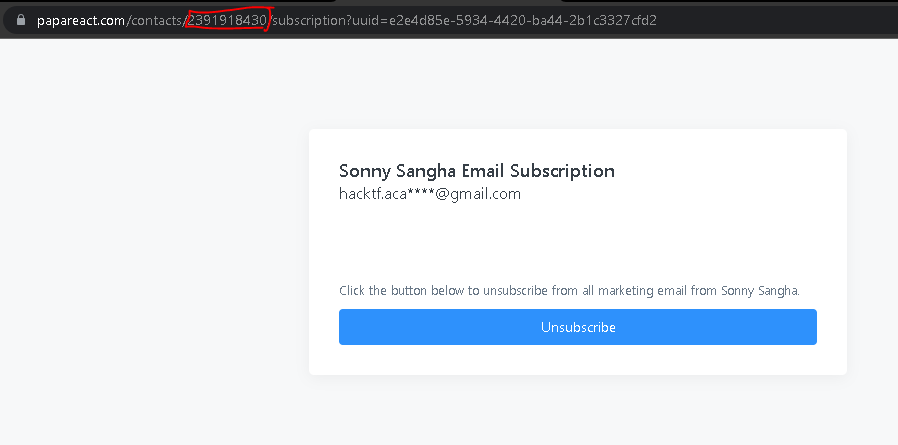 papareact.com/contacts/2391918430/subscription?uuid=e2e4d85e-5934-4420-ba44-2b1c3327cfd2
Sonny Sangha Email Subscription
hacktf.aca****@gmail.com
Click the button below to unsubscribe from all marketing email from Sonny Sangha.
Unsubscribe